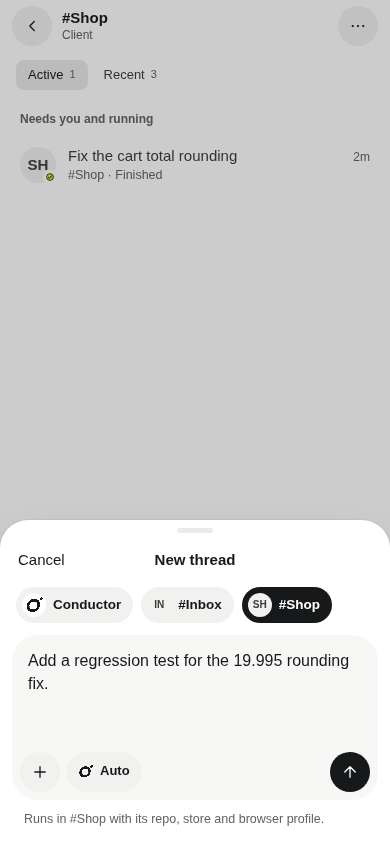 #Shop
Client
Active 1
Recent 3
Needs you and running
SH
Fix the cart total rounding
2m
#Shop · Finished
Cancel
New thread
Conductor
IN #Inbox
SH #Shop
Add a regression test for the 19.995 rounding
fix.
Auto
Runs in #Shop with its repo, store and browser profile.